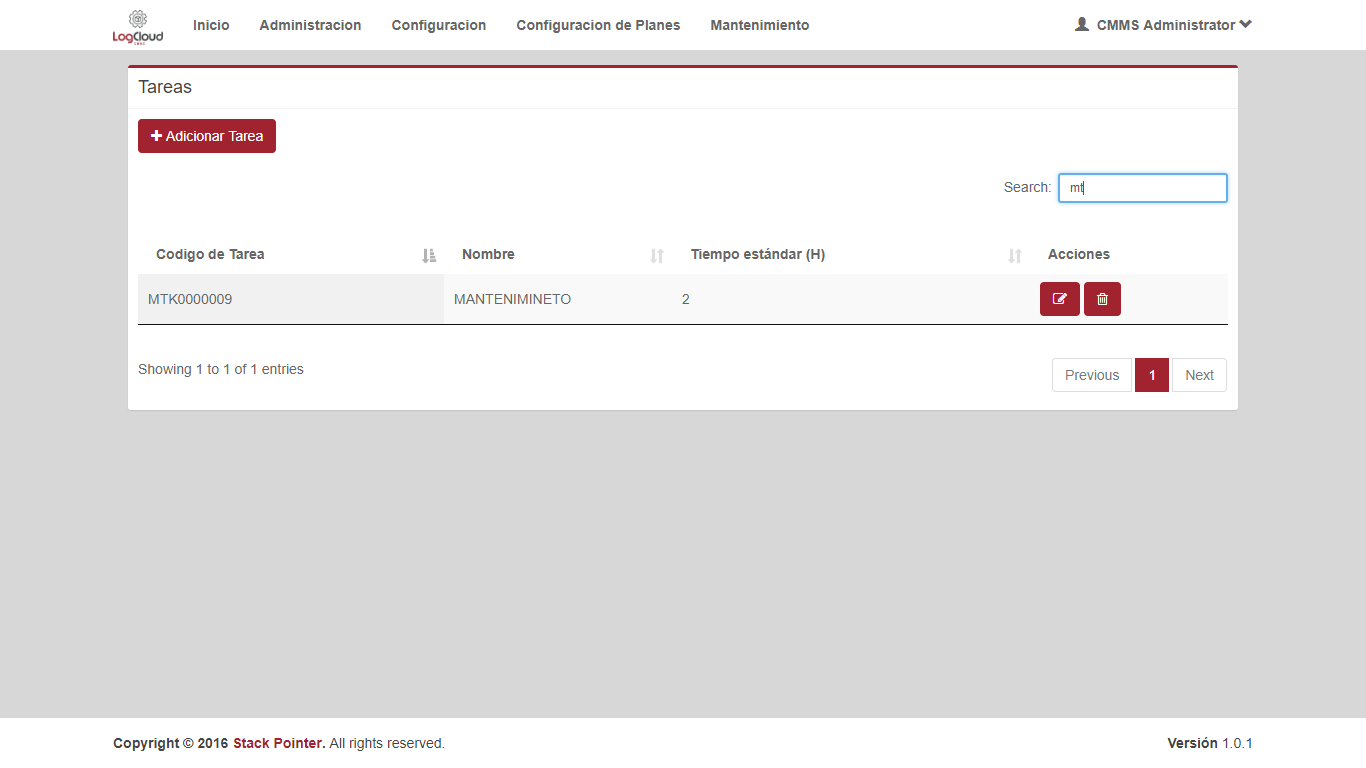 LogCloud
CMMS
Inicio Administracion Configuracion Configuracion de Planes Mantenimiento CMMS Administrator
Tareas
Adicionar Tarea
Search: mt
Codigo de Tarea Nombre Tiempo estándar (H) Acciones
MTK0000009 MANTENIMINETO 2
Showing 1 to 1 of 1 entries Previous 1 Next
Copyright © 2016 Stack Pointer. All rights reserved. Versión 1.0.1